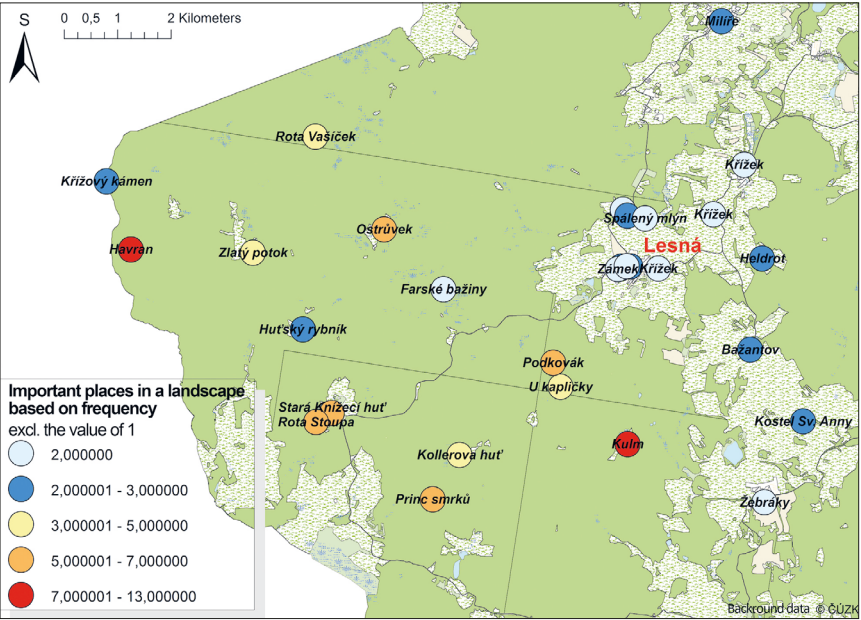 S
0 0,5 1 2 Kilometers
Milíře
Rota Vašíček
Křížek
Křížový kámen
Spálený mlýn
Křížek
Ostrůvek
Lesná
Havran
Zlatý potok
Zámek
Křížek
Heldrot
Farské bažiny
Huťský rybník
Bažantov
Podkovák
U kapličky
Important places in a landscape
based on frequency
excl. the value of 1
2,000000
2,000001 - 3,000000
3,000001 - 5,000000
5,000001 - 7,000000
7,000001 - 13,000000
Stará Knížecí huť
Rota Stoupa
Kostel Sv. Anny
Kulm
Kollerova huť
Princ smrků
Žebráky
Backround data © ČÚZK